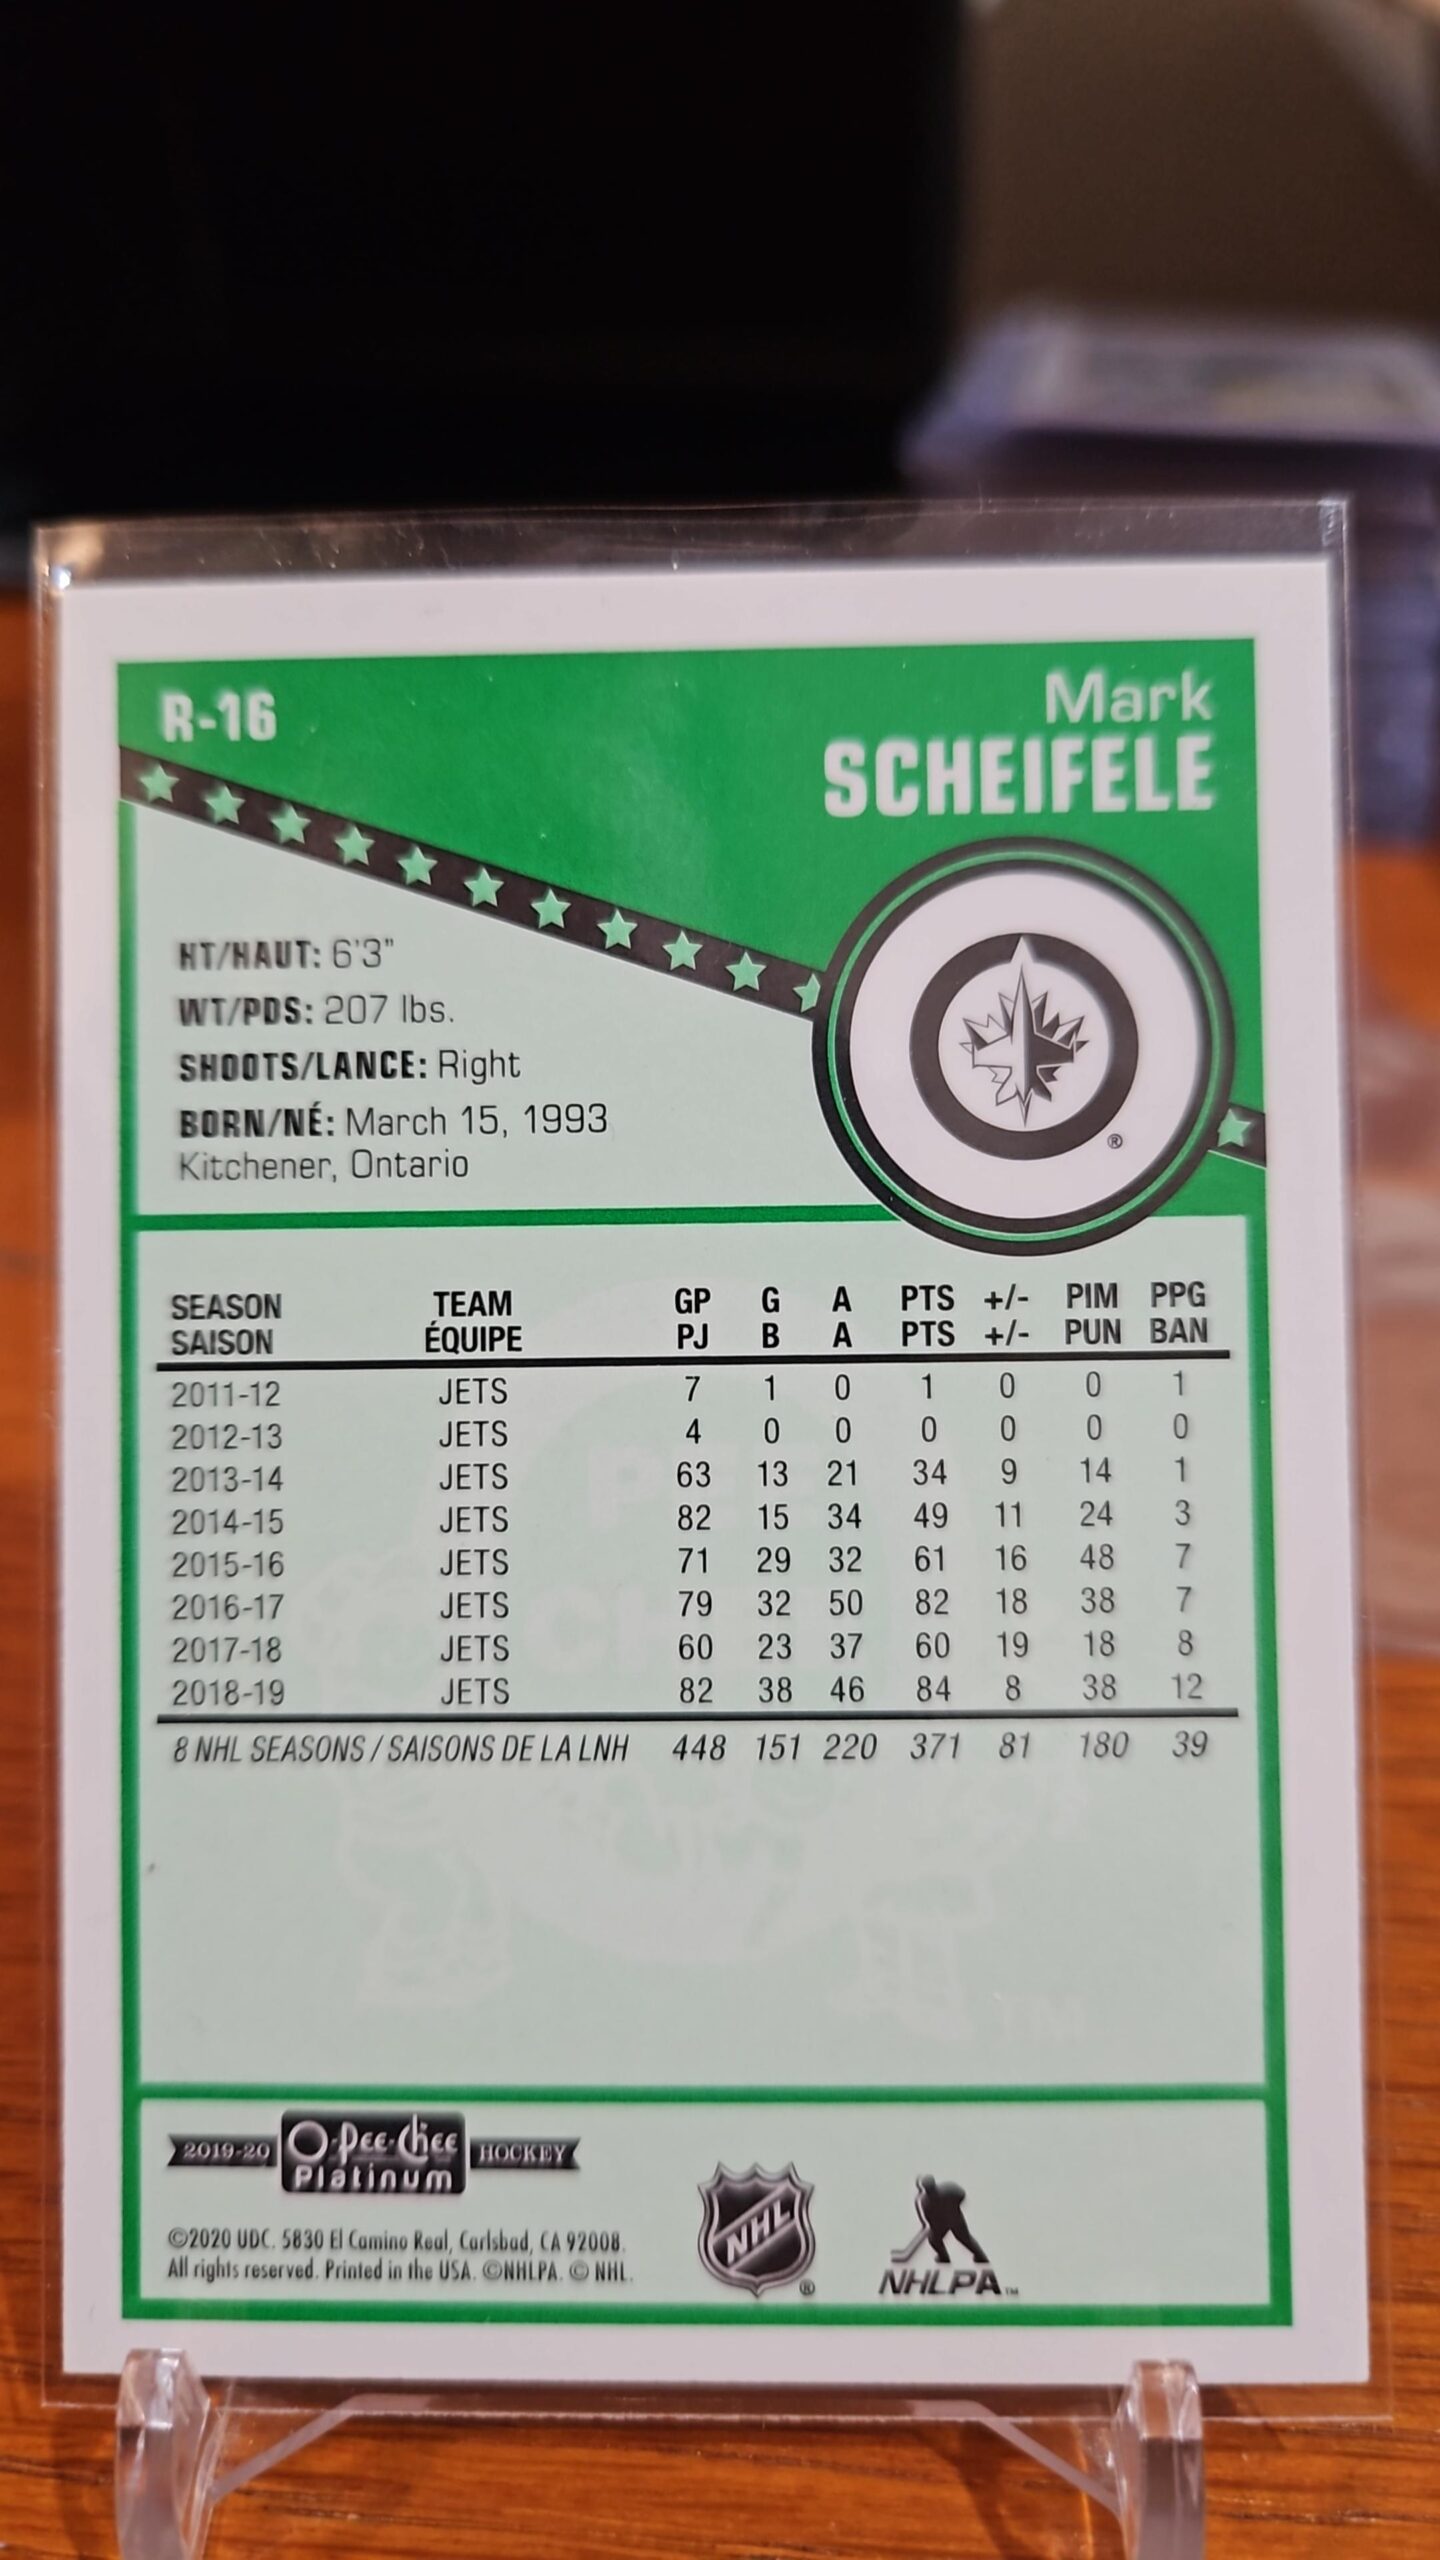 R-16
Mark
SCHEIFELE
HT/HAUT: 6'3"
WT/PDS: 207 lbs.
SHOOTS/LANCE: Right
BORN/NÉ: March 15, 1993
Kitchener, Ontario
®
SEASON TEAM GP G A PTS +/- PIM PPG
SAISON ÉQUIPE PJ B A PTS +/- PUN BAN
2011-12 JETS 7 1 0 1 0 0 1
2012-13 JETS 4 0 0 0 0 0 0
2013-14 JETS 63 13 21 34 9 14 1
2014-15 JETS 82 15 34 49 11 24 3
2015-16 JETS 71 29 32 61 16 48 7
2016-17 JETS 79 32 50 82 18 38 7
2017-18 JETS 60 23 37 60 19 18 8
2018-19 JETS 82 38 46 84 8 38 12
8 NHL SEASONS / SAISONS DE LA LNH 448 151 220 371 81 180 39
2019-20 O-Pee-Chee HOCKEY
Platinum
©2020 UDC. 5830 El Camino Real, Carlsbad, CA 92008.
All rights reserved. Printed in the USA. ©NHLPA. © NHL.
NHL ®
NHLPA ™